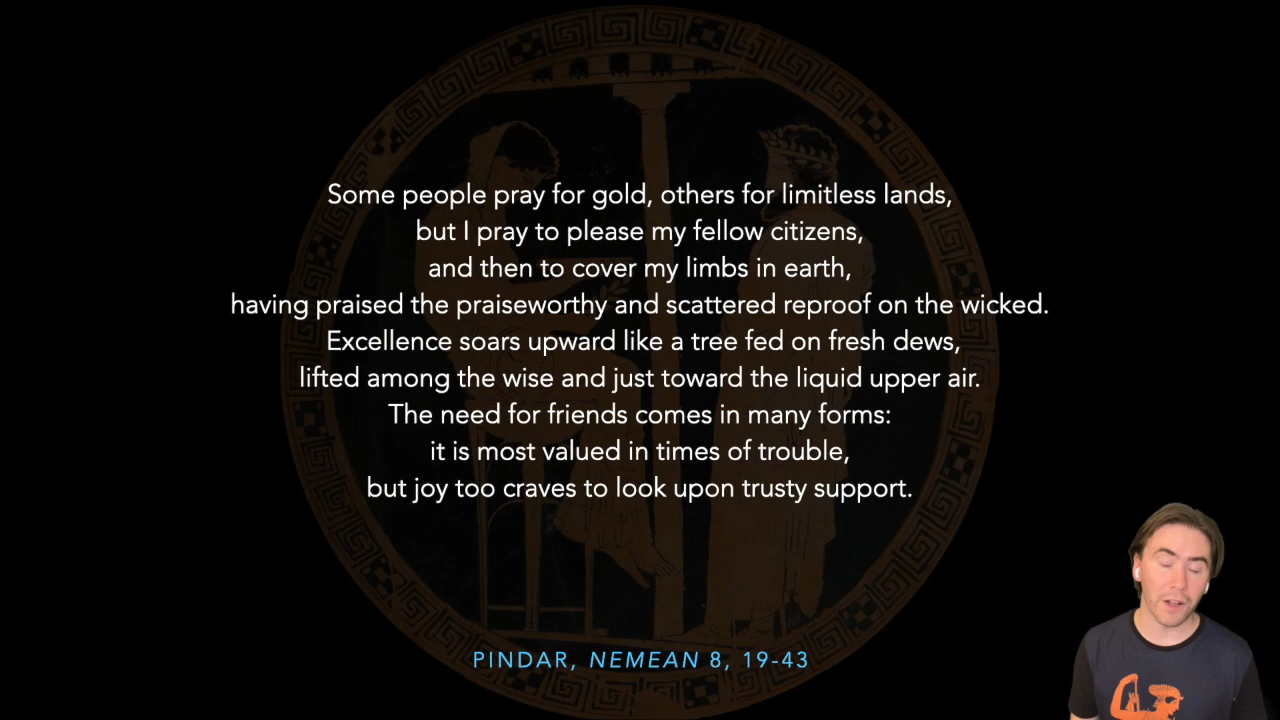 Some people pray for gold, others for limitless lands,
but I pray to please my fellow citizens,
and then to cover my limbs in earth,
having praised the praiseworthy and scattered reproof on the wicked.
Excellence soars upward like a tree fed on fresh dews,
lifted among the wise and just toward the liquid upper air.
The need for friends comes in many forms:
it is most valued in times of trouble,
but joy too craves to look upon trusty support.
PINDAR, NEMEAN 8, 19-43